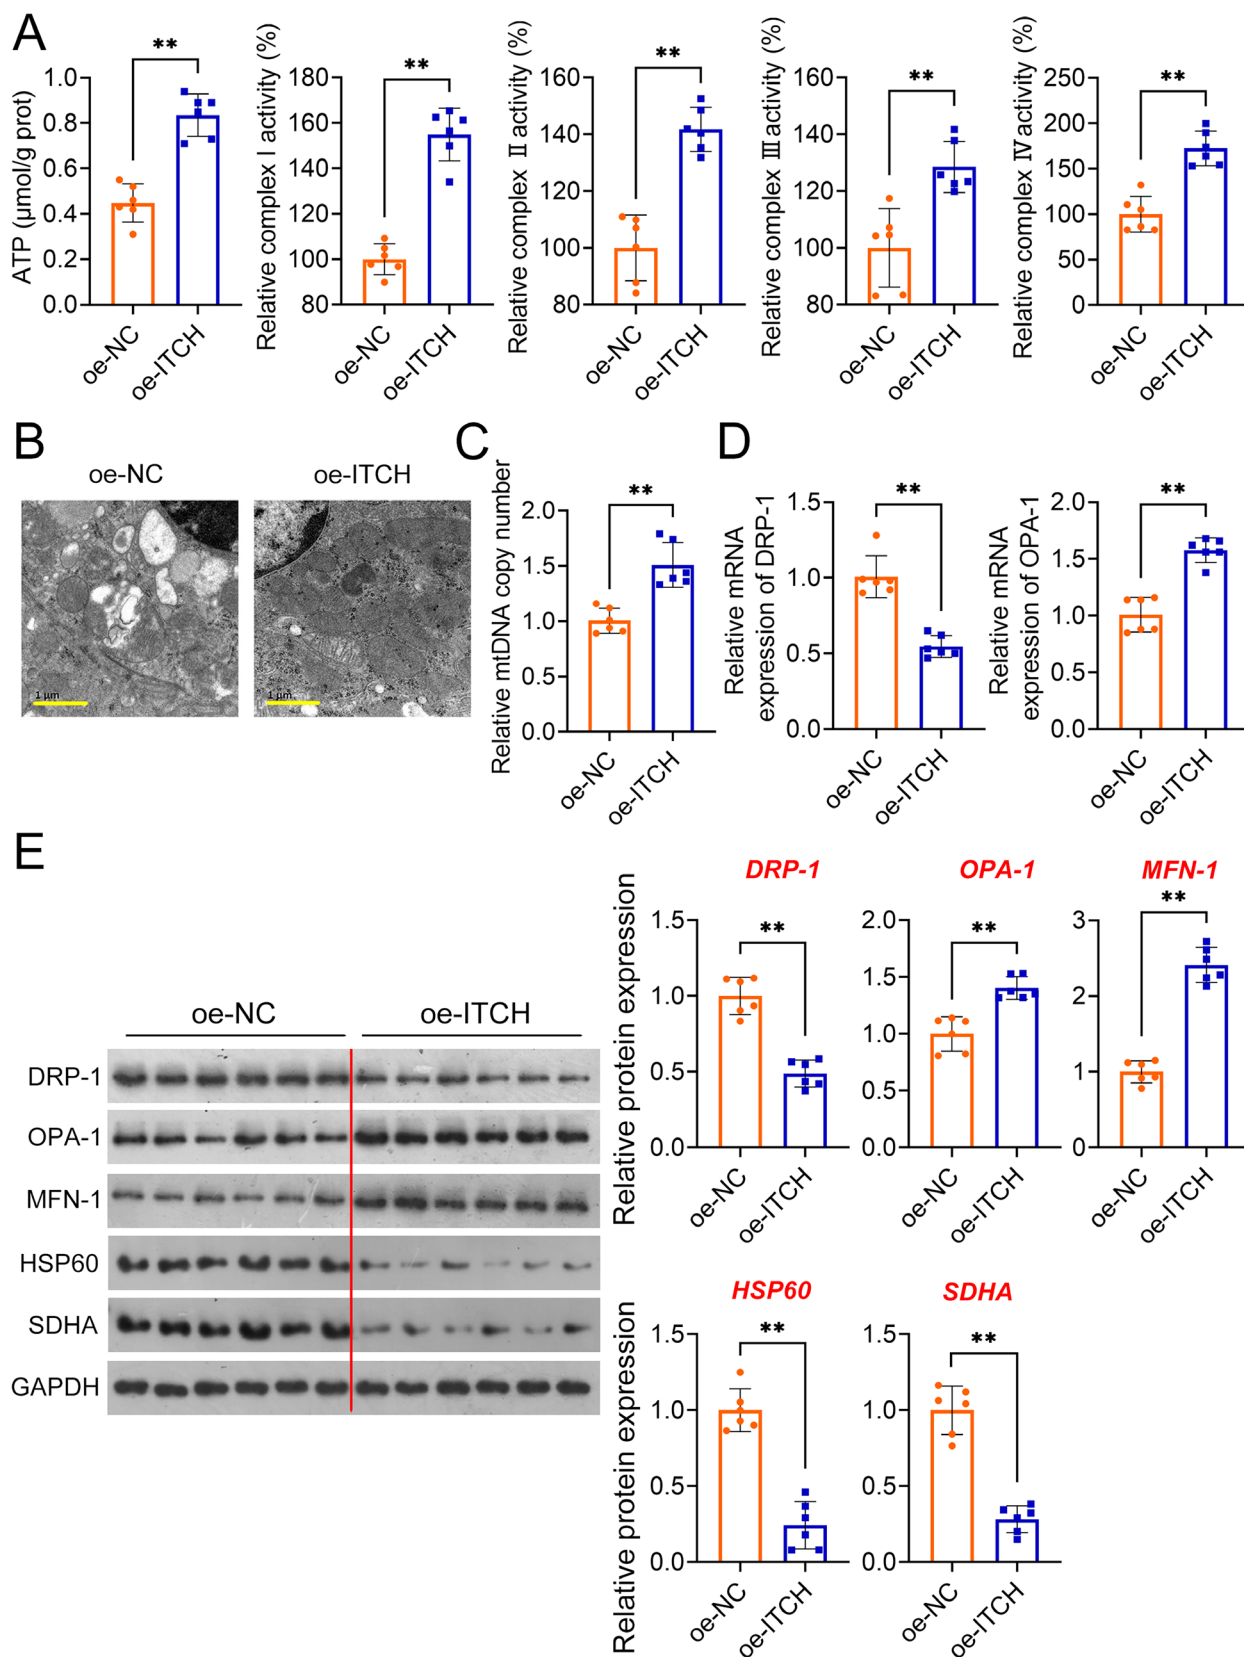 A
ATP (μmol/g prot)
1.0
0.8
0.6
0.4
0.2
0.0
**
oe-NC
oe-ITCH
Relative complex I activity (%)
180
160
140
120
100
80
**
oe-NC
oe-ITCH
Relative complex Ⅱ activity (%)
160
140
120
100
80
**
oe-NC
oe-ITCH
Relative complex Ⅲ activity (%)
160
140
120
100
80
**
oe-NC
oe-ITCH
Relative complex Ⅳ activity (%)
250
200
150
100
50
0
**
oe-NC
oe-ITCH
B
oe-NC
oe-ITCH
1 μm
1 μm
C
Relative mtDNA copy number
2.0
1.5
1.0
0.5
0.0
**
oe-NC
oe-ITCH
D
Relative mRNA
expression of DRP-1
1.5
1.0
0.5
0.0
**
oe-NC
oe-ITCH
Relative mRNA
expression of OPA-1
2.0
1.5
1.0
0.5
0.0
**
oe-NC
oe-ITCH
E
oe-NC
oe-ITCH
DRP-1
OPA-1
MFN-1
HSP60
SDHA
GAPDH
Relative protein expression
DRP-1
1.5
1.0
0.5
0.0
**
oe-NC
oe-ITCH
OPA-1
2.0
1.5
1.0
0.5
0.0
**
oe-NC
oe-ITCH
MFN-1
3
2
1
0
**
oe-NC
oe-ITCH
Relative protein expression
HSP60
1.5
1.0
0.5
0.0
**
oe-NC
oe-ITCH
SDHA
1.5
1.0
0.5
0.0
**
oe-NC
oe-ITCH